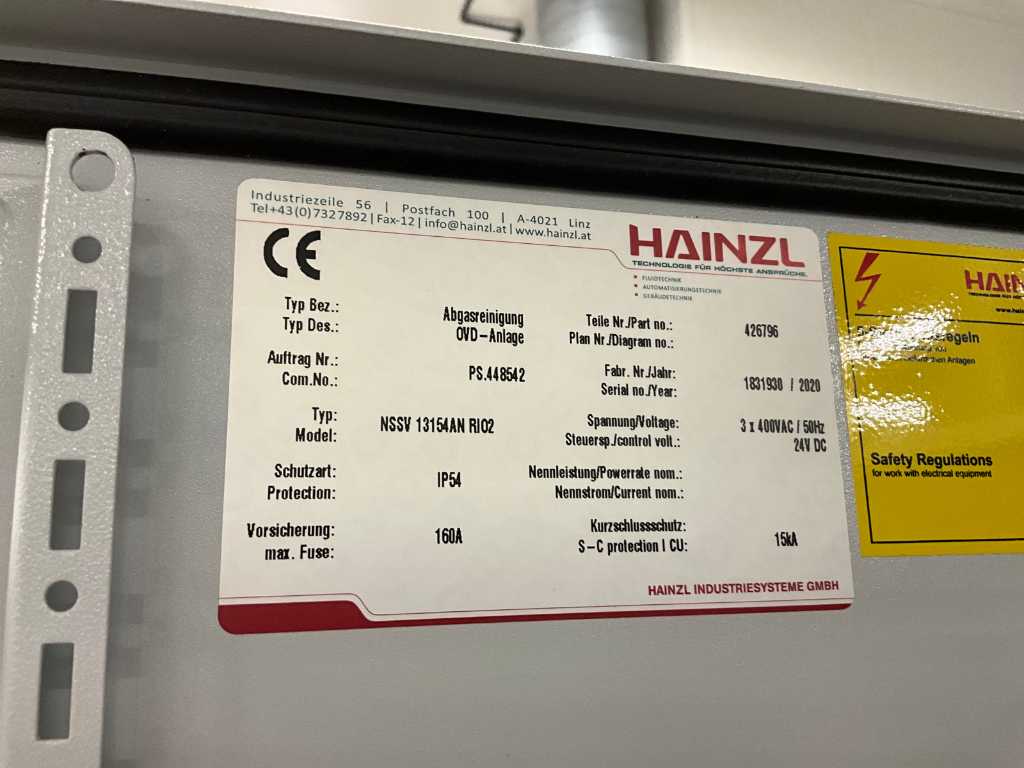 Industriezeile 56 | Postfach 100 | A-4021 Linz
Tel+43(0)7327892 | Fax-12 | info@hainzl.at | www.hainzl.at
HAINZL
TECHNOLOGIE FÜR HÖCHSTE ANSPRÜCHE.
• FLUIDTECHNIK
• AUTOMATISIERUNGSTECHNIK
• GEBÄUDETECHNIK
CE
Typ Bez.: Abgasreinigung
Typ Des.: OVD-Anlage
Teile Nr./Part no.: 426796
Plan Nr./Diagram no.:
Auftrag Nr.:
Com.No.: PS.448542
Fabr. Nr./Jahr:
Serial no./Year: 1831930 / 2020
Typ:
Model: NSSV 13154AN RIO2
Spannung/Voltage: 3 x 400VAC / 50Hz
Steuersp./control volt.: 24V DC
Schutzart:
Protection: IP54
Nennleistung/Powerrate nom.:
Nennstrom/Current nom.:
Vorsicherung:
max. Fuse: 160A
Kurzschlussschutz:
S-C protection I CU: 15kA
HAINZL INDUSTRIESYSTEME GMBH
Safety Regulations
for work with electrical equipment